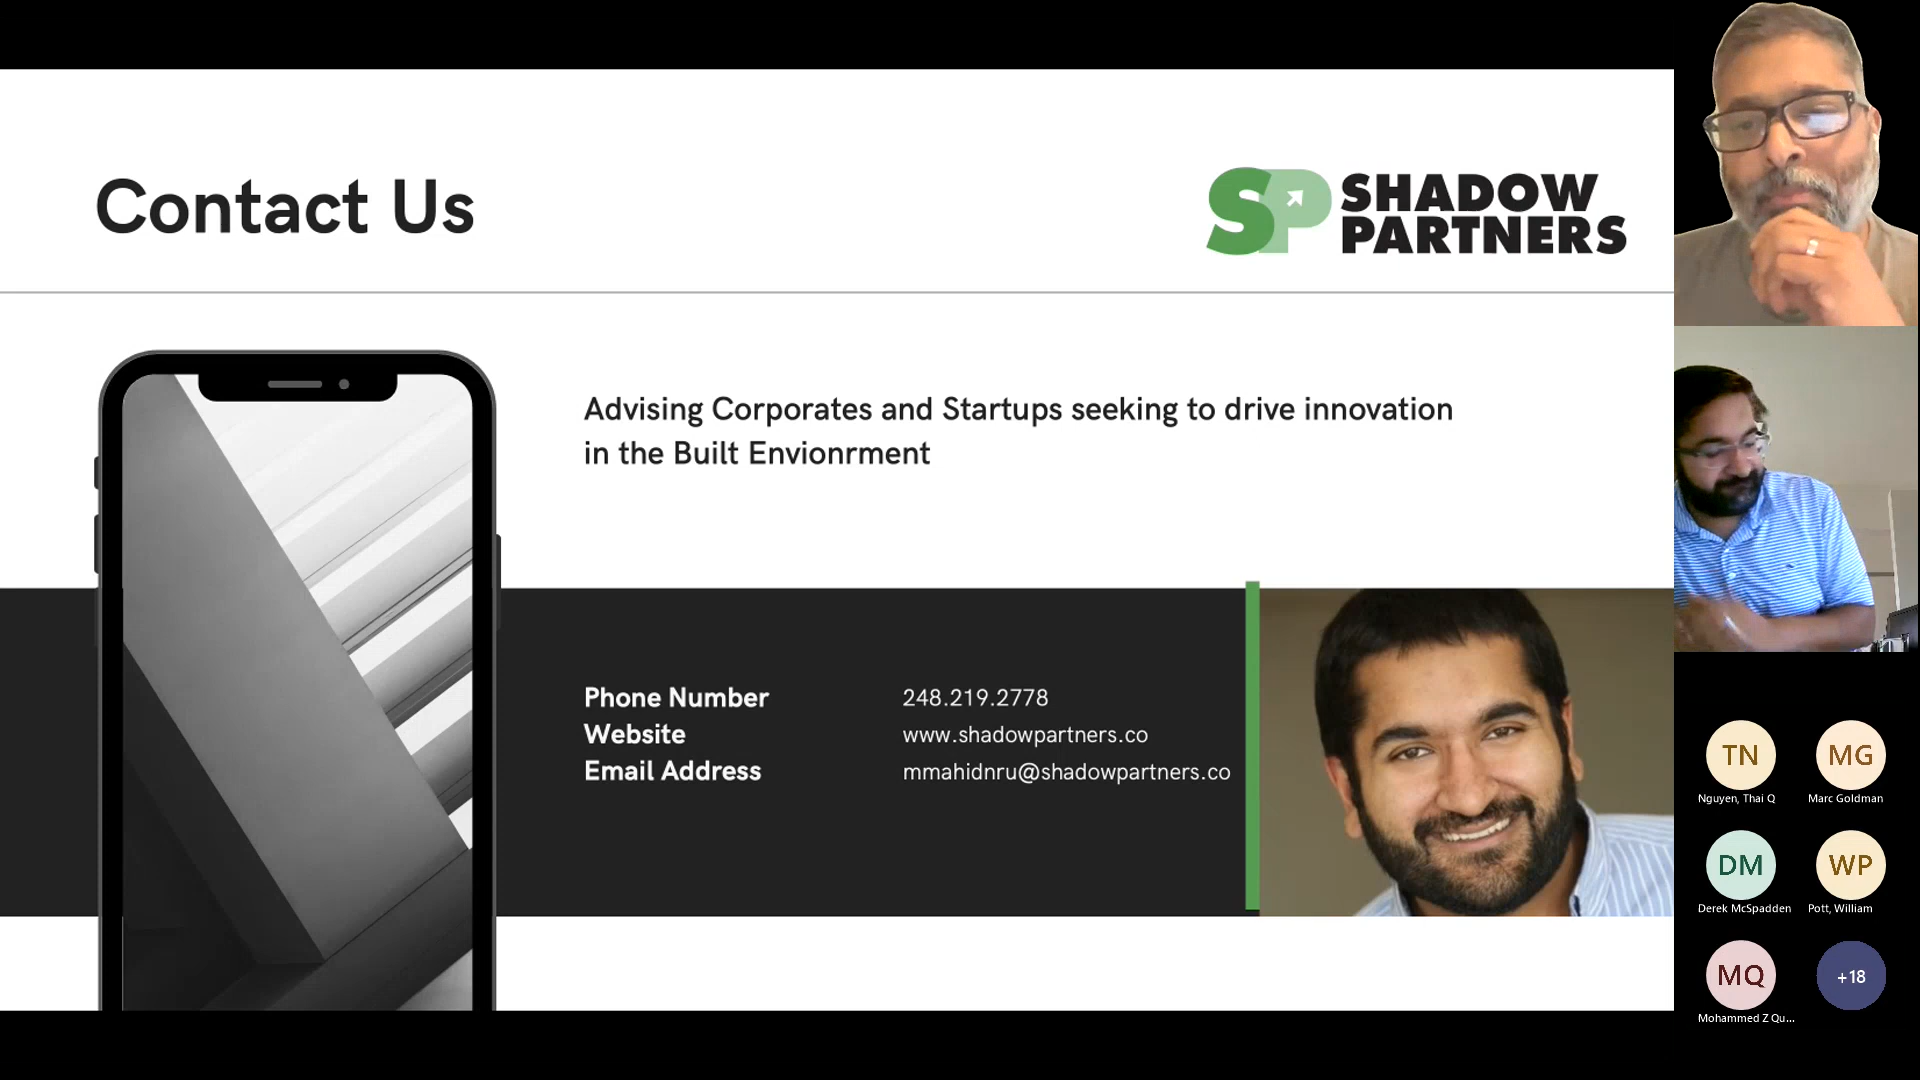 Contact Us
SP SHADOW
PARTNERS
Advising Corporates and Startups seeking to drive innovation
in the Built Envionrment
Phone Number 248.219.2778
Website www.shadowpartners.co
Email Address mmahidnru@shadowpartners.co
TN MG
Nguyen, Thai Q Marc Goldman
DM WP
Derek McSpadden Pott, William
MQ +18
Mohammed Z Qu...